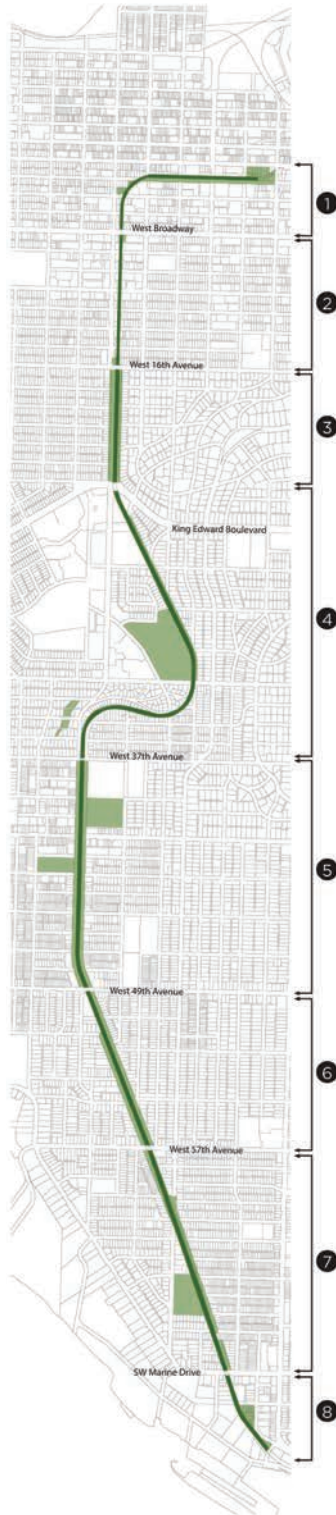 1
West Broadway
2
West 16th Avenue
3
King Edward Boulevard
4
West 37th Avenue
5
West 49th Avenue
6
West 57th Avenue
7
SW Marine Drive
8